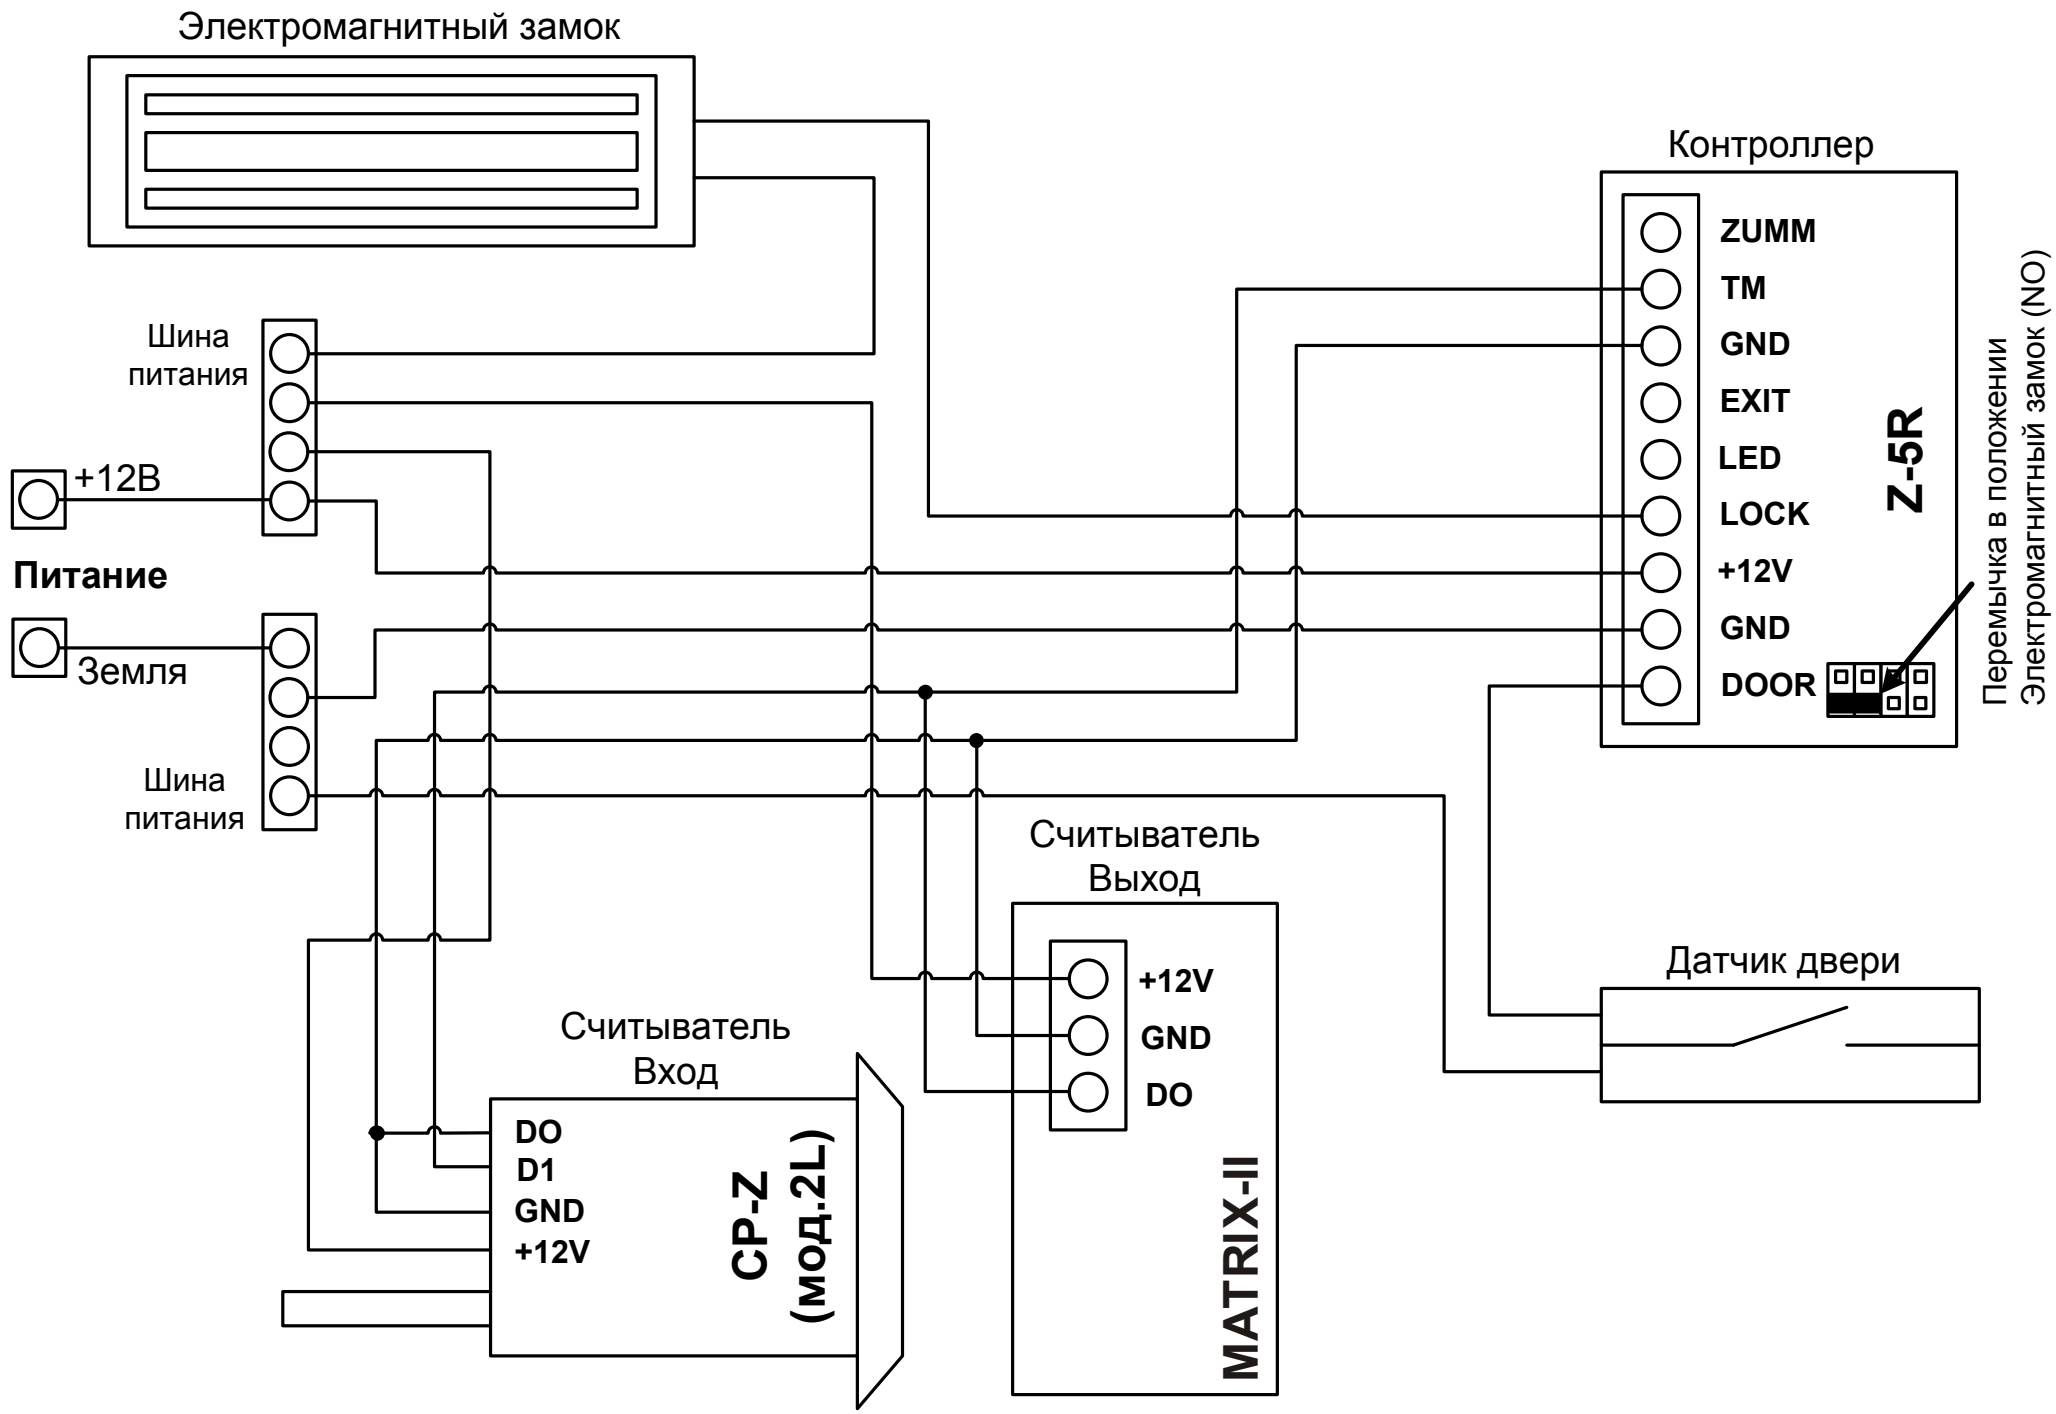 Электромагнитный замок
Контроллер
ZUMM
TM
GND
EXIT
LED
LOCK
+12V
GND
DOOR
Z-5R
Перемычка в положении
Электромагнитный замок (NO)
Шина
питания
+12В
Питание
Земля
Шина
питания
Считыватель
Выход
+12V
GND
DO
MATRIX-II
Датчик двери
Считыватель
Вход
DO
D1
GND
+12V
CP-Z
(мод.2L)